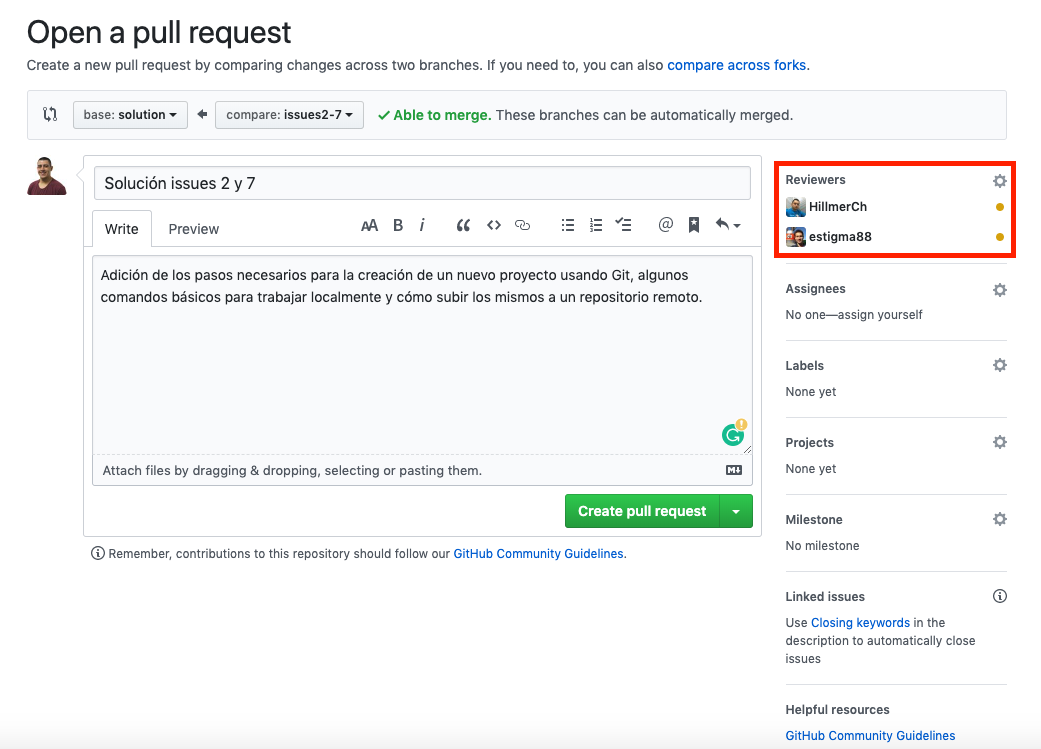 Open a pull request
Create a new pull request by comparing changes across two branches. If you need to, you can also compare across forks.
base: solution
compare: issues2-7
Able to merge. These branches can be automatically merged.
Solución issues 2 y 7
Write
Preview
AA B i
Adición de los pasos necesarios para la creación de un nuevo proyecto usando Git, algunos
comandos básicos para trabajar localmente y cómo subir los mismos a un repositorio remoto.
Attach files by dragging & dropping, selecting or pasting them.
Create pull request
Remember, contributions to this repository should follow our GitHub Community Guidelines.
Reviewers
HillmerCh
estigma88
Assignees
No one—assign yourself
Labels
None yet
Projects
None yet
Milestone
No milestone
Linked issues
Use Closing keywords in the
description to automatically close
issues
Helpful resources
GitHub Community Guidelines